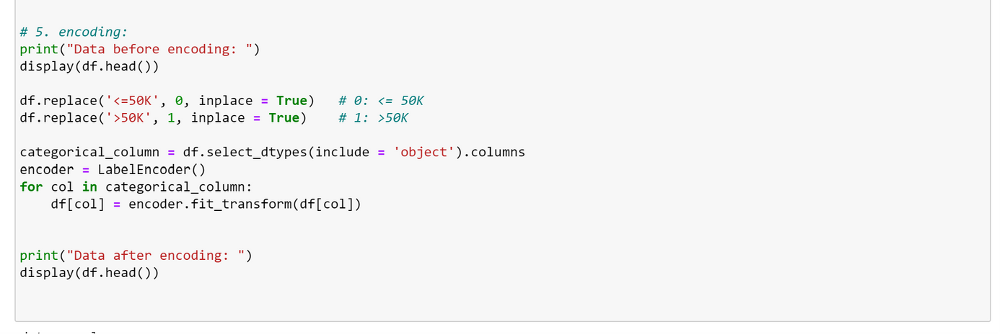 # 5. encoding:
print("Data before encoding: ")
display(df.head())
df.replace('<=50K', 0, inplace = True)   # 0: <= 50K
df.replace('>50K', 1, inplace = True)    # 1: >50K
categorical_column = df.select_dtypes(include = 'object').columns
encoder = LabelEncoder()
for col in categorical_column:
    df[col] = encoder.fit_transform(df[col])
print("Data after encoding: ")
display(df.head())